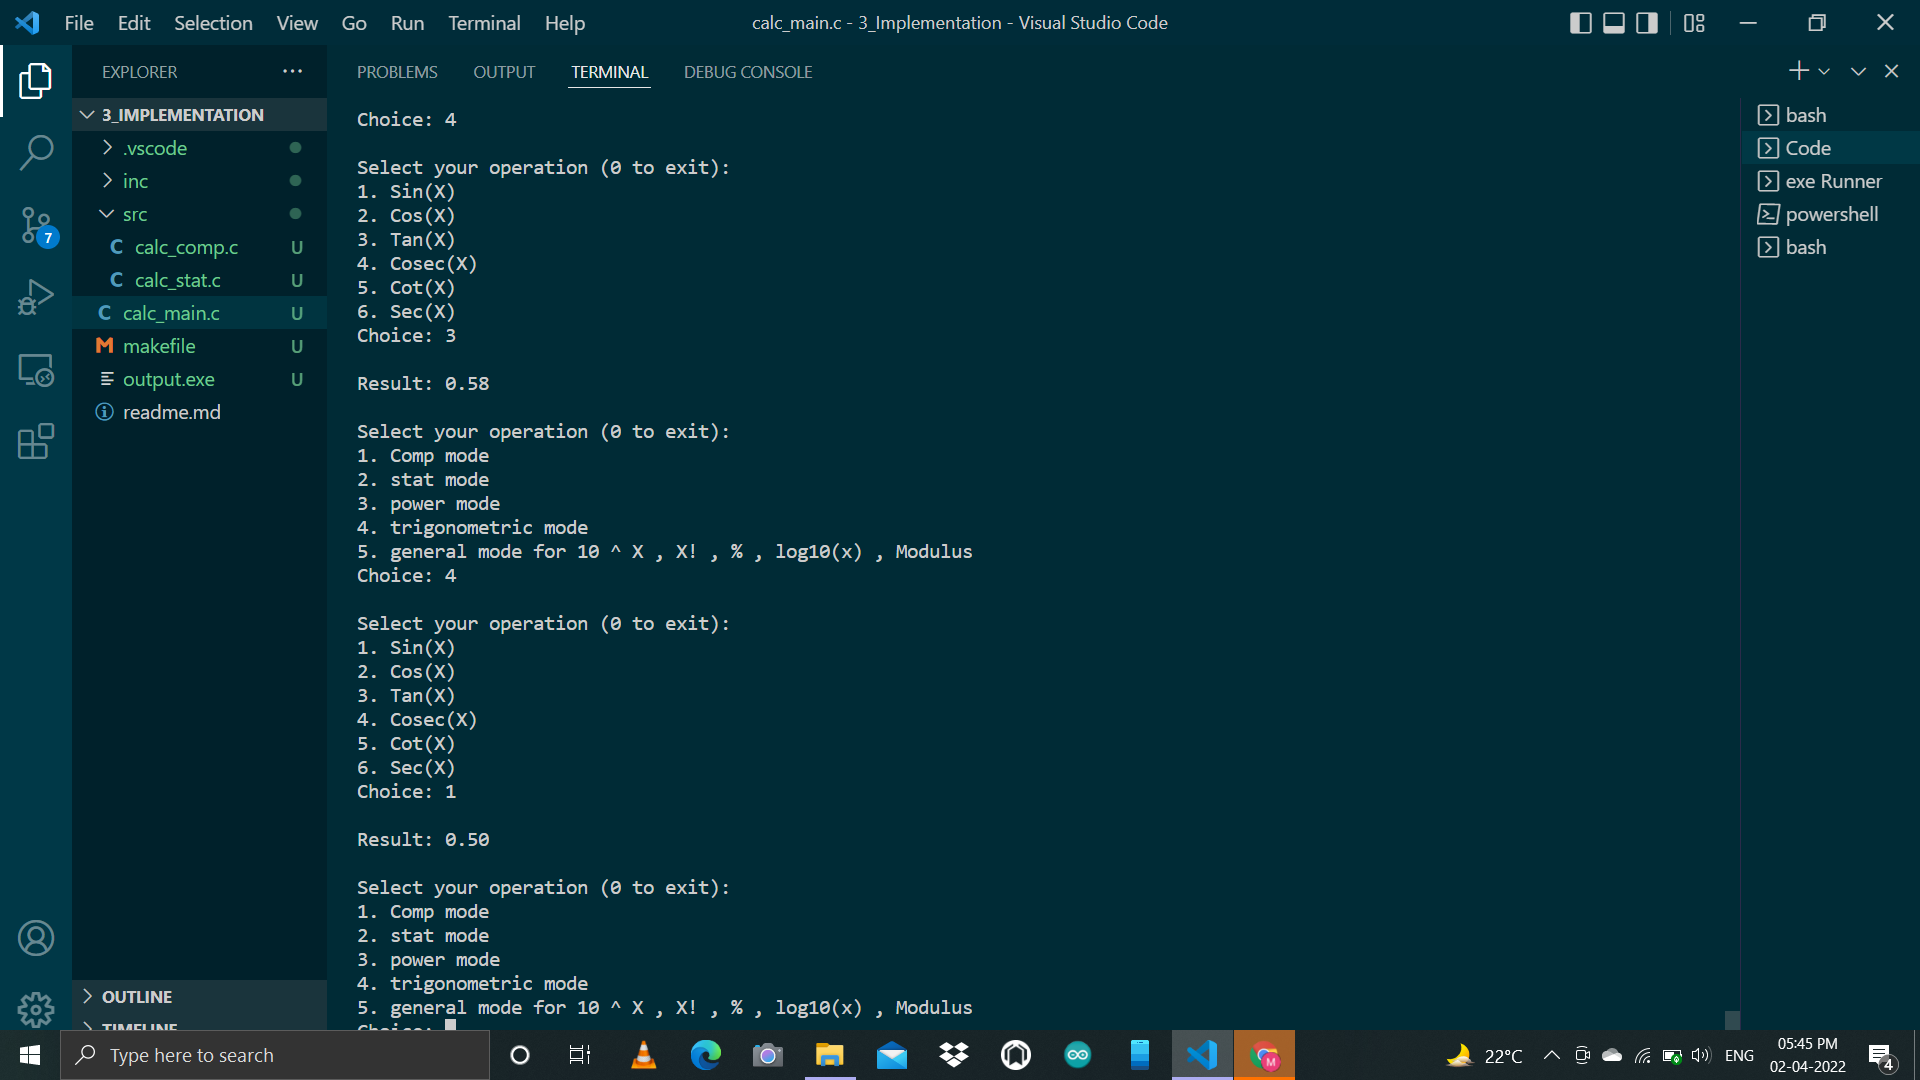 File Edit Selection View Go Run Terminal Help
calc_main.c - 3_Implementation - Visual Studio Code
EXPLORER
3_IMPLEMENTATION
.vscode
inc
src
C calc_comp.c U
C calc_stat.c U
C calc_main.c U
M makefile U
output.exe U
readme.md
7
OUTLINE
TIMELINE
PROBLEMS OUTPUT TERMINAL DEBUG CONSOLE
Choice: 4
Select your operation (0 to exit):
1. Sin(X)
2. Cos(X)
3. Tan(X)
4. Cosec(X)
5. Cot(X)
6. Sec(X)
Choice: 3
Result: 0.58
Select your operation (0 to exit):
1. Comp mode
2. stat mode
3. power mode
4. trigonometric mode
5. general mode for 10 ^ X , X! , % , log10(x) , Modulus
Choice: 4
Select your operation (0 to exit):
1. Sin(X)
2. Cos(X)
3. Tan(X)
4. Cosec(X)
5. Cot(X)
6. Sec(X)
Choice: 1
Result: 0.50
Select your operation (0 to exit):
1. Comp mode
2. stat mode
3. power mode
4. trigonometric mode
5. general mode for 10 ^ X , X! , % , log10(x) , Modulus
Choice:
bash
Code
exe Runner
powershell
bash
Type here to search
M
22°C
ENG
05:45 PM
02-04-2022
4